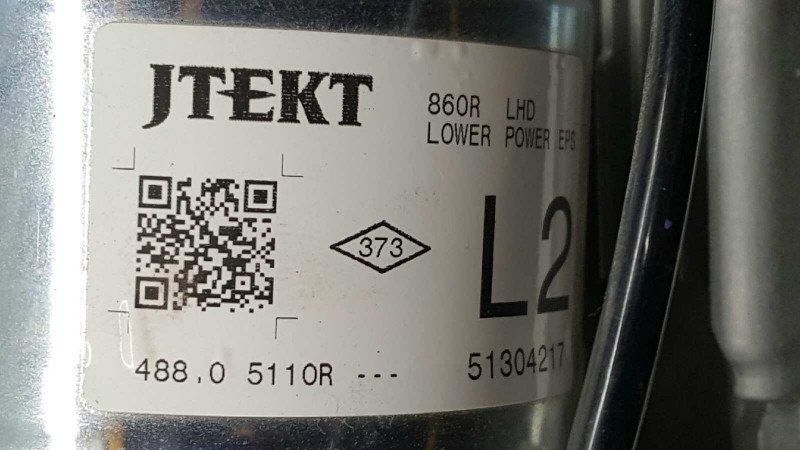 JTEKT
860R LHD
LOWER POWER EPS
373
L2
488.0 5110R ---
51304217